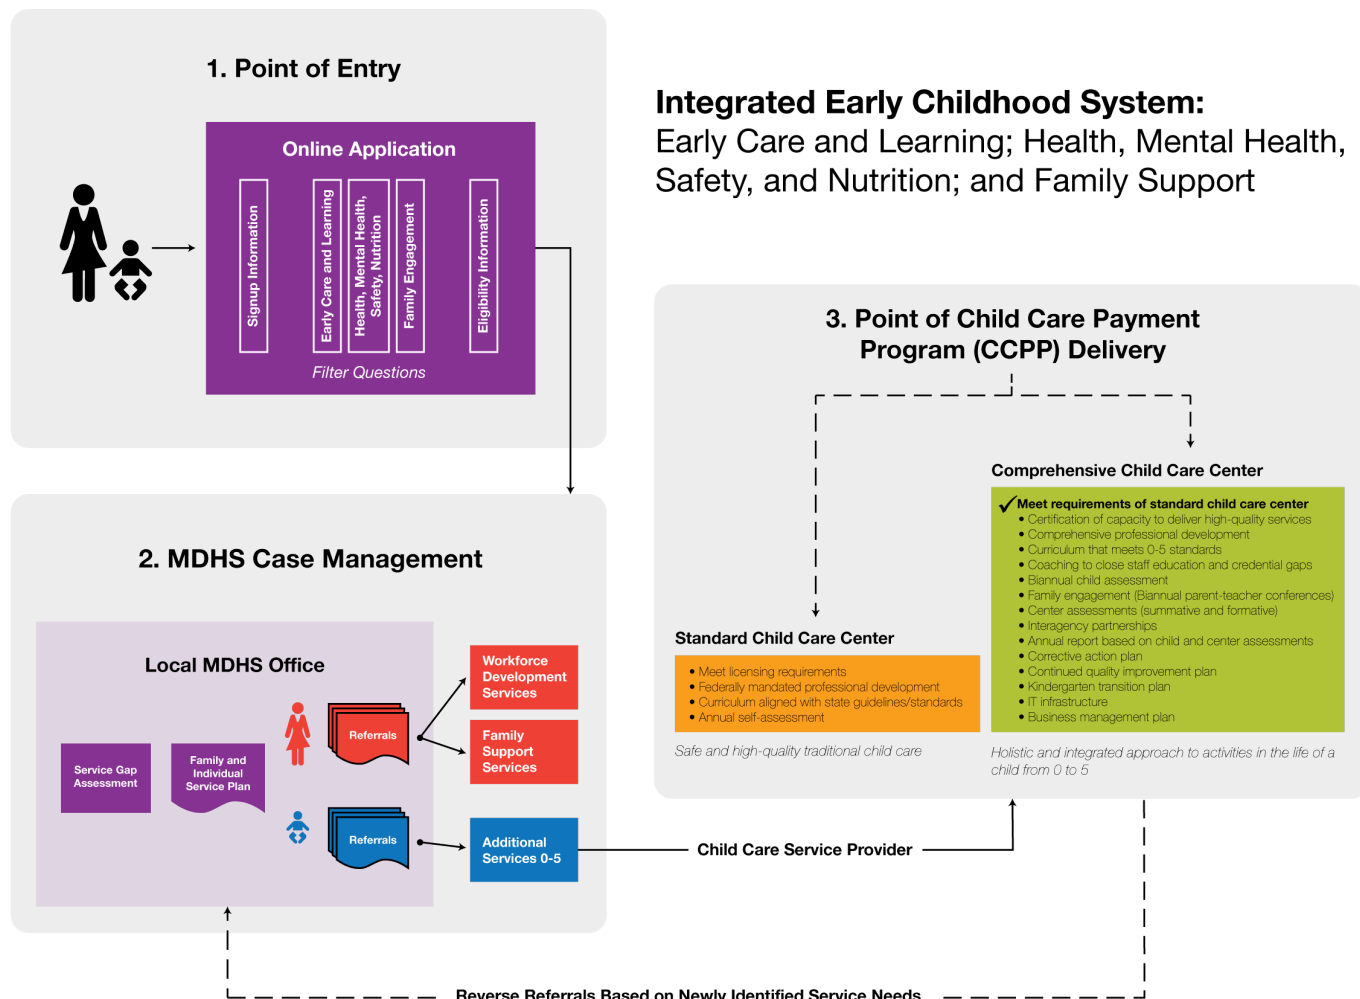 1. Point of Entry
Online Application
Signup Information
Early Care and Learning
Health, Mental Health,
Safety, Nutrition
Family Engagement
Eligibility Information
Filter Questions
Integrated Early Childhood System:
Early Care and Learning; Health, Mental Health,
Safety, and Nutrition; and Family Support
2. MDHS Case Management
Local MDHS Office
Service Gap
Assessment
Family and
Individual
Service Plan
Referrals
Referrals
Workforce
Development
Services
Family
Support
Services
Additional
Services 0-5
Child Care Service Provider
3. Point of Child Care Payment
Program (CCPP) Delivery
Standard Child Care Center
• Meet licensing requirements
• Federally mandated professional development
• Curriculum aligned with state guidelines/standards
• Annual self-assessment
Safe and high-quality traditional child care
Comprehensive Child Care Center
✓Meet requirements of standard child care center
• Certification of capacity to deliver high-quality services
• Comprehensive professional development
• Curriculum that meets 0-5 standards
• Coaching to close staff education and credential gaps
• Biannual child assessment
• Family engagement (Biannual parent-teacher conferences)
• Center assessments (summative and formative)
• Interagency partnerships
• Annual report based on child and center assessments
• Corrective action plan
• Continued quality improvement plan
• Kindergarten transition plan
• IT infrastructure
• Business management plan
Holistic and integrated approach to activities in the life of a
child from 0 to 5
Reverse Referrals Based on Newly Identified Service Needs